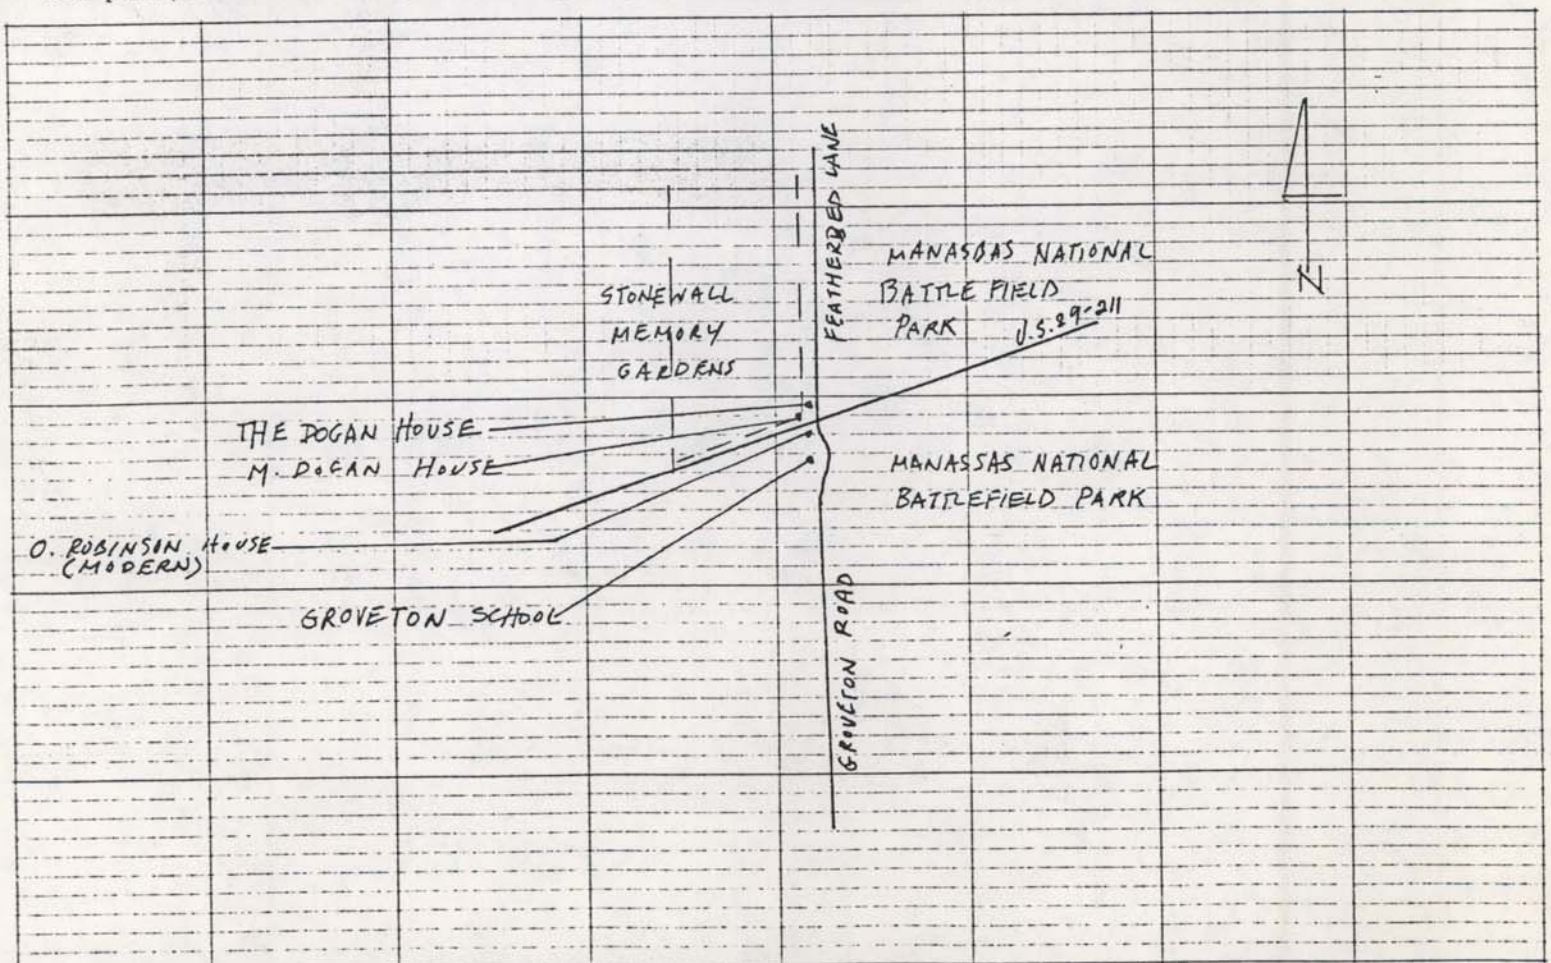 FEATHERBED LANE
MANASSAS NATIONAL
BATTLE FIELD
PARK
U.S. 29-211
N
STONEWALL
MEMORY
GARDENS
THE DOGAN HOUSE
M. DOGAN HOUSE
MANASSAS NATIONAL
BATTLEFIELD PARK
O. ROBINSON HOUSE
(MODERN)
GROVETON SCHOOL
GROVETON ROAD